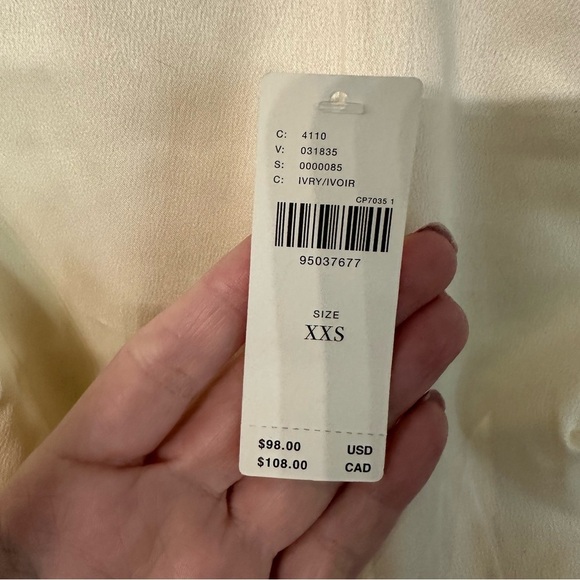 C: 4110
V: 031835
S: 0000085
C: IVRY/IVOIR
CP7035 1
95037677
SIZE
XXS
$98.00 USD
$108.00 CAD